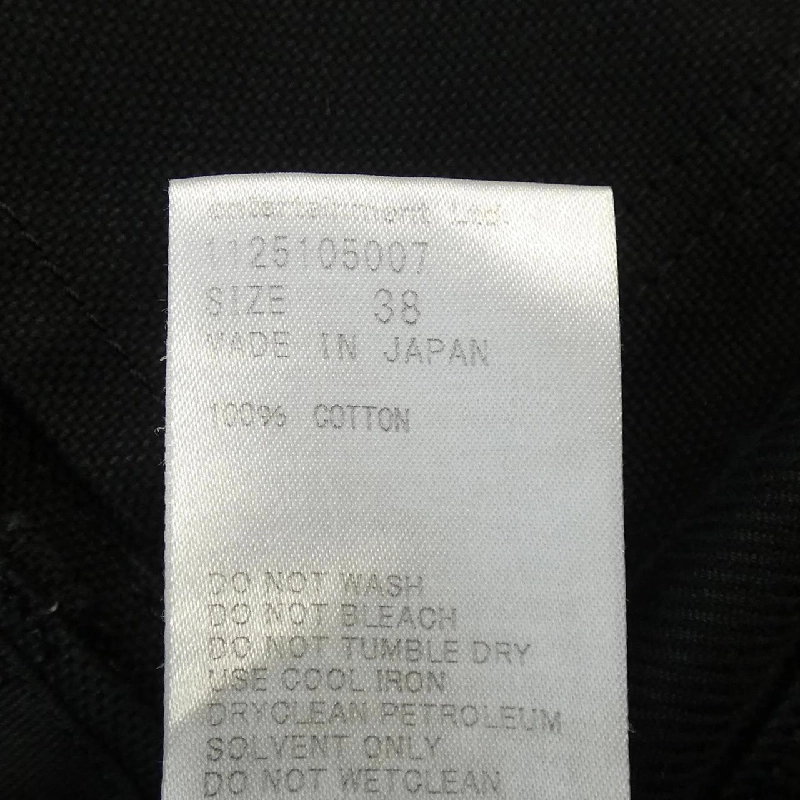 entertainment Ltd.
1125105007
SIZE 38
MADE IN JAPAN
100% COTTON
DO NOT WASH
DO NOT BLEACH
DO NOT TUMBLE DRY
USE COOL IRON
DRYCLEAN PETROLEUM
SOLVENT ONLY
DO NOT WETCLEAN